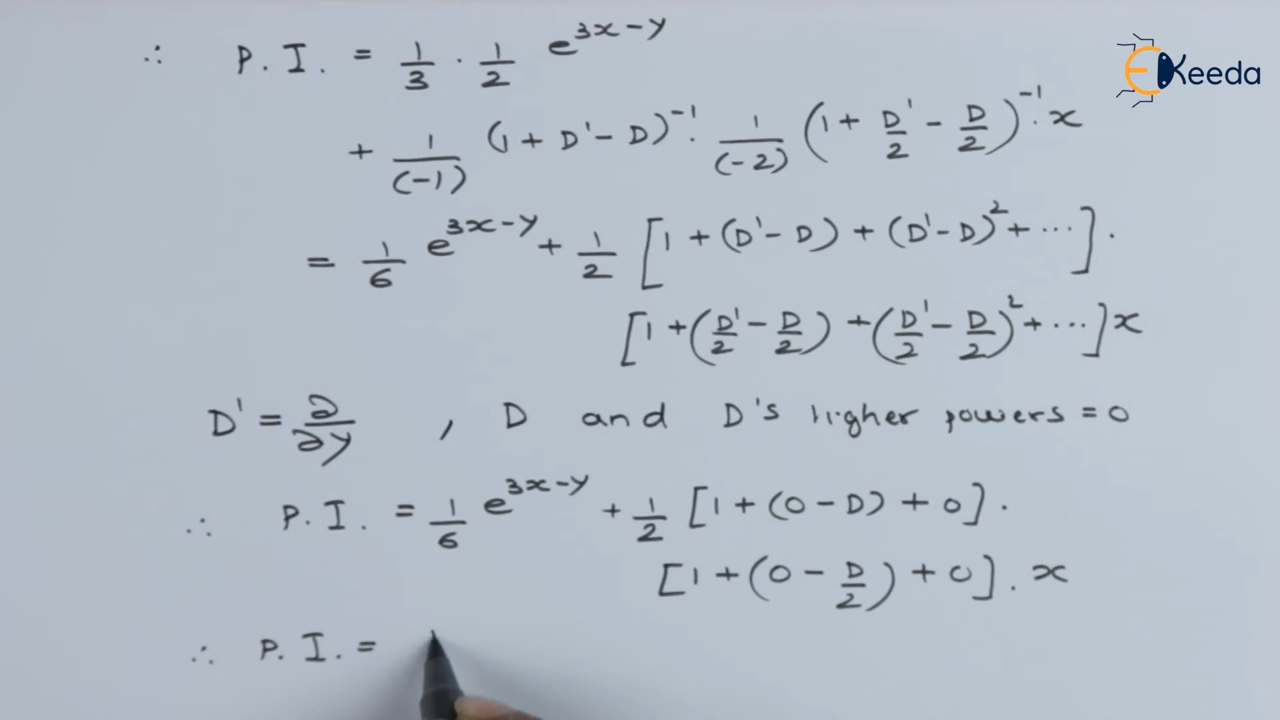 ∴ P.I. = 1/3 · 1/2 e^(3x-y)
EKeeda
+ 1/(-1) (1 + D' - D)^-1 · 1/(-2) (1 + D'/2 - D/2)^-1 · x
= 1/6 e^(3x-y) + 1/2 [1 + (D' - D) + (D' - D)^2 + ...] ·
[1 + (D'/2 - D/2) + (D'/2 - D/2)^2 + ...] x
D' = ∂/∂y , D and D's higher powers = 0
∴ P.I. = 1/6 e^(3x-y) + 1/2 [1 + (0 - D) + 0] ·
[1 + (0 - D/2) + 0] · x
∴ P.I. =